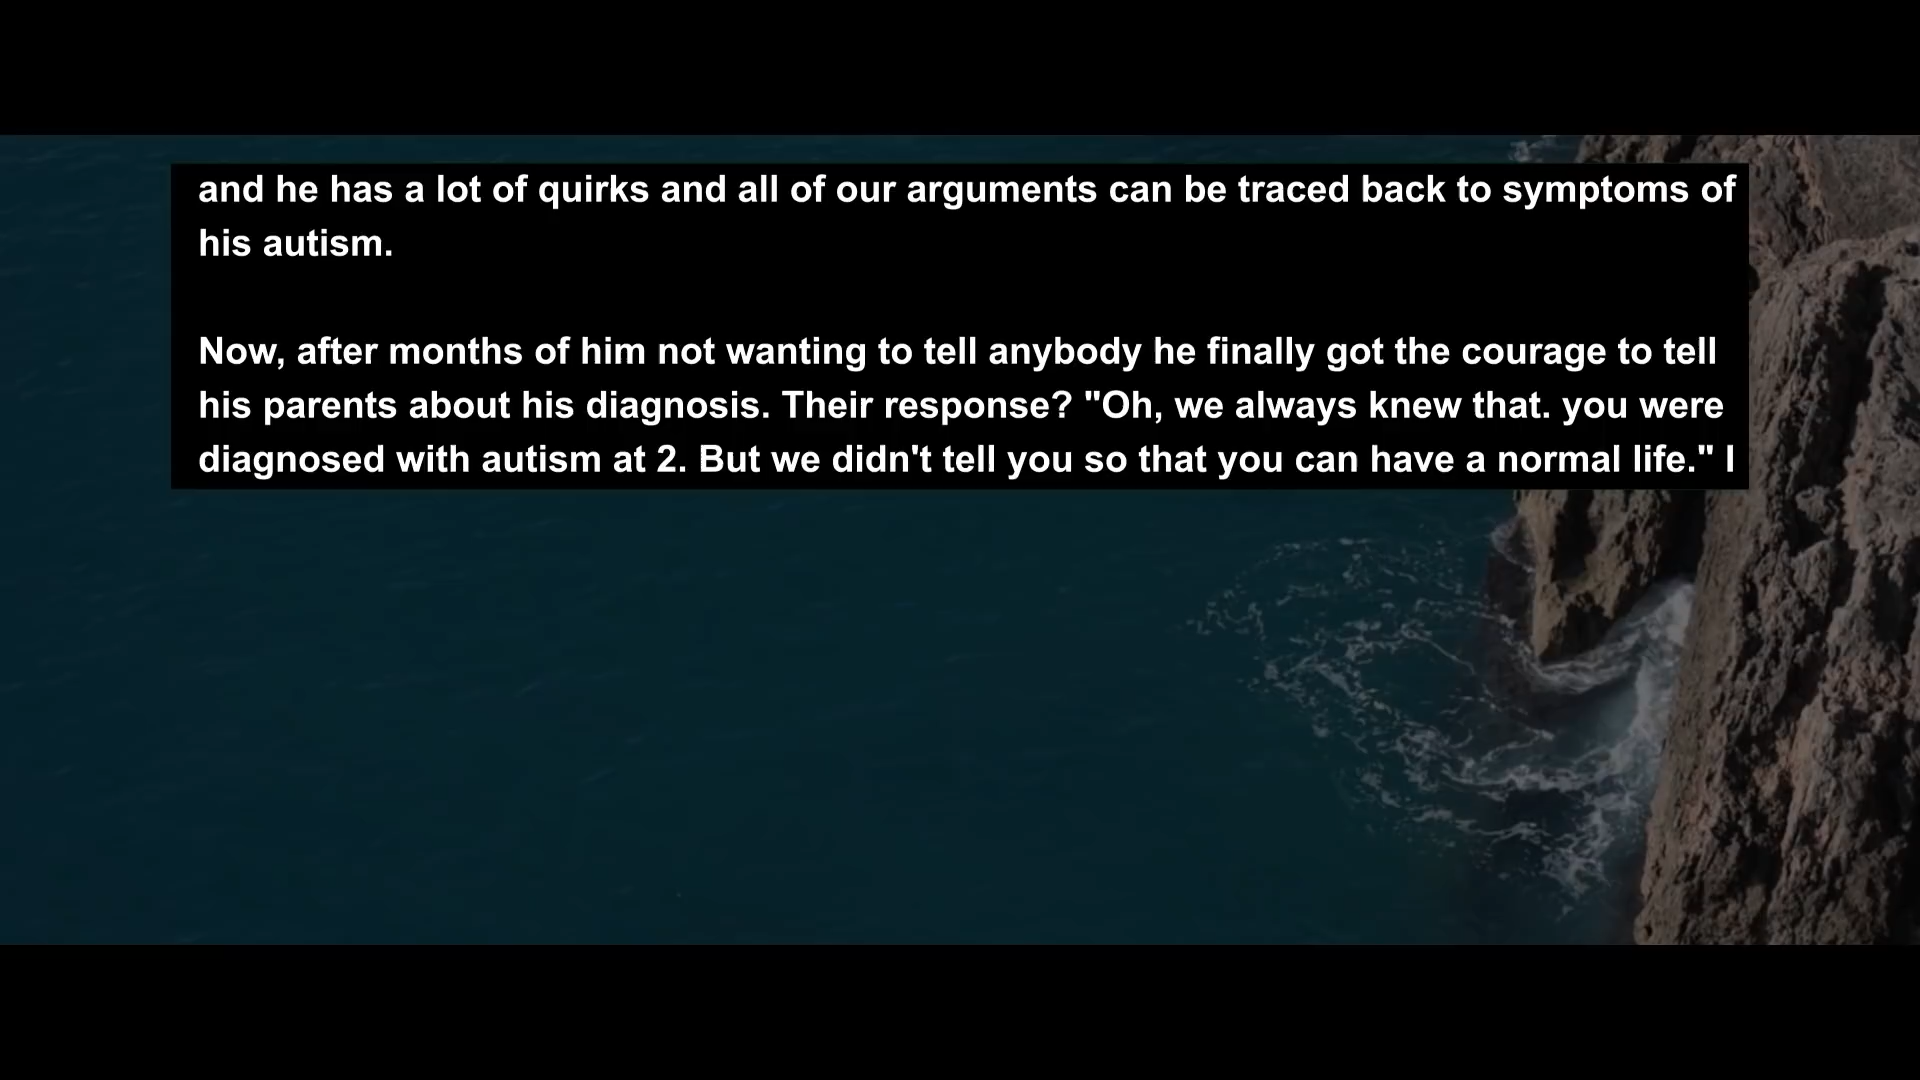 and he has a lot of quirks and all of our arguments can be traced back to symptoms of
his autism.
Now, after months of him not wanting to tell anybody he finally got the courage to tell
his parents about his diagnosis. Their response? "Oh, we always knew that. you were
diagnosed with autism at 2. But we didn't tell you so that you can have a normal life." I